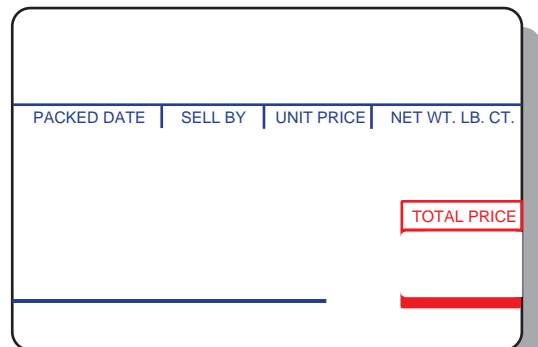 PACKED DATE SELL BY UNIT PRICE NET WT. LB. CT.
TOTAL PRICE